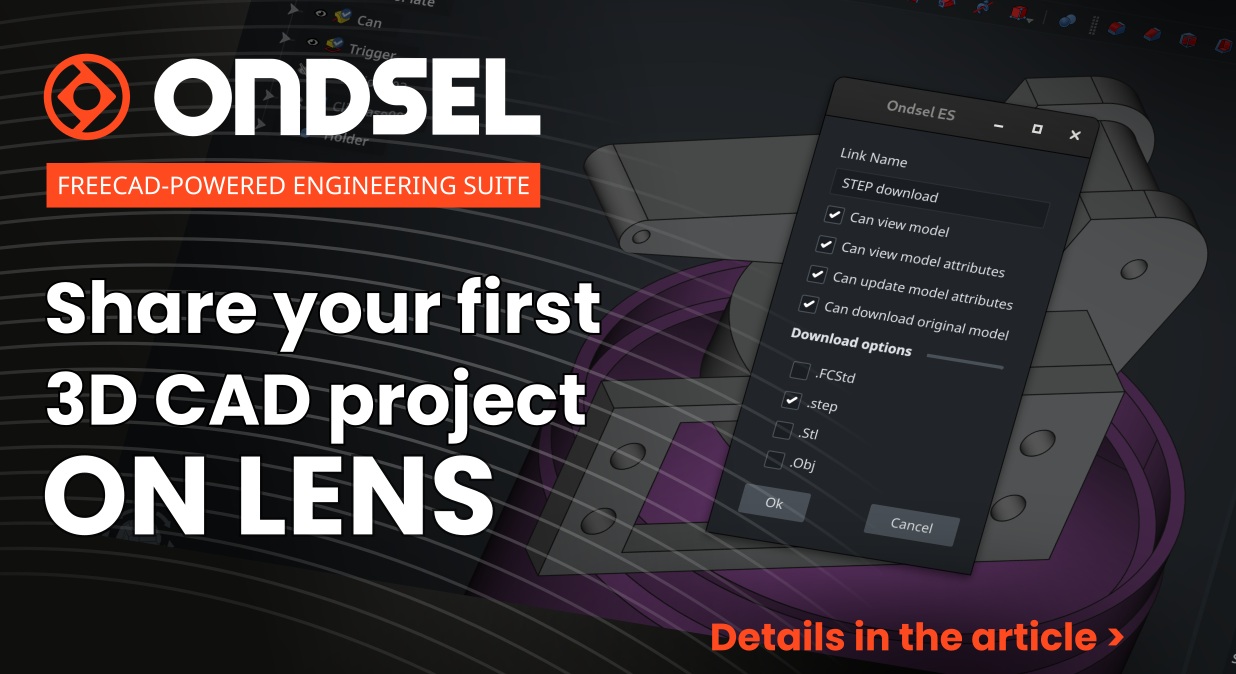 Can
Trigger
Holder
ONDSEL
FREECAD-POWERED ENGINEERING SUITE
Share your first
3D CAD project
ON LENS
Ondsel ES
Link Name
STEP download
Can view model
Can view model attributes
Can update model attributes
Can download original model
Download options
.FCStd
.step
.Stl
.Obj
Ok
Cancel
Details in the article >